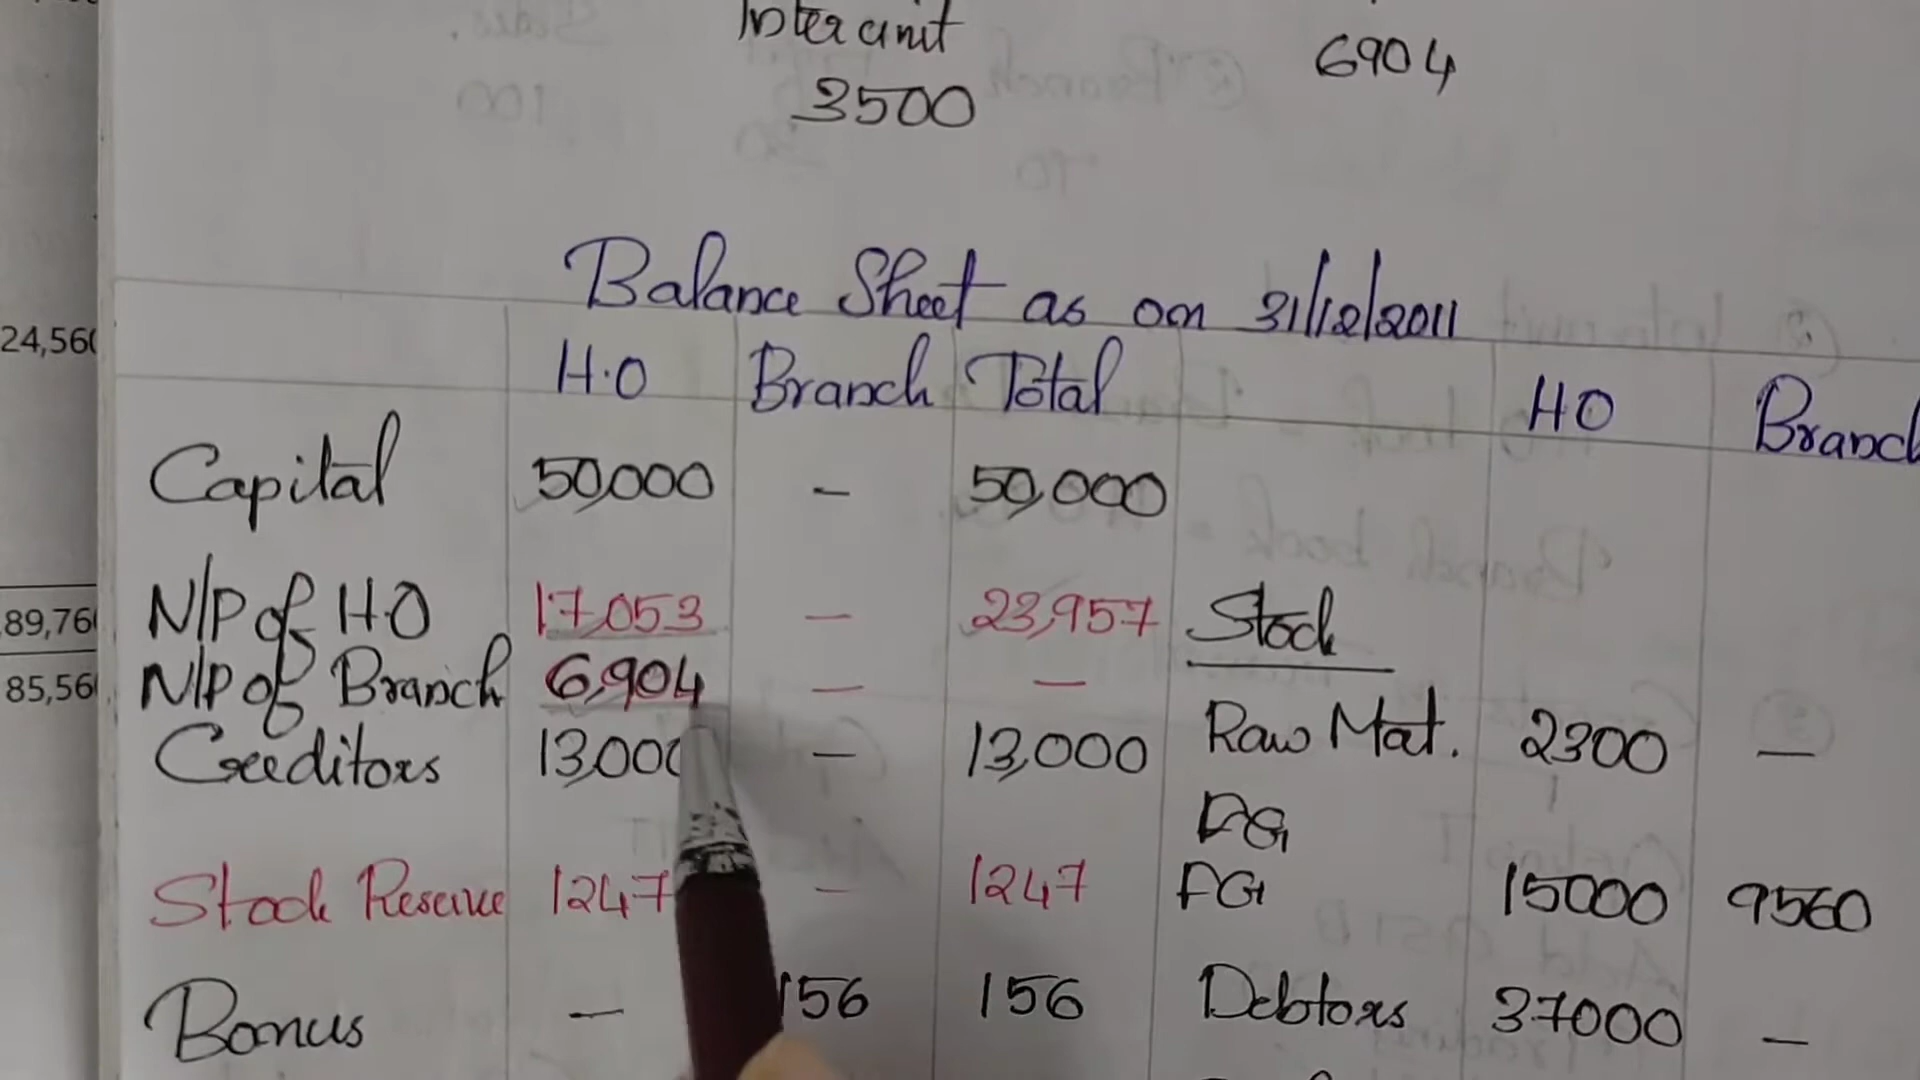 Inter unit 6904
3500
24,560
Balance Sheet as on 31/12/2011
H.O Branch Total HO Branch
Capital 50,000 - 50,000
89,76
N/P of H.O 17,053 - 23,957 Stock
85,56
N/P of Branch 6,904 - -
Creditors 13,000 - 13,000 Raw Mat. 2300 -
FG
Stock Reserve 1247 - 1247 FG 15000 9560
Bonus - 156 156 Debtors 37000 -